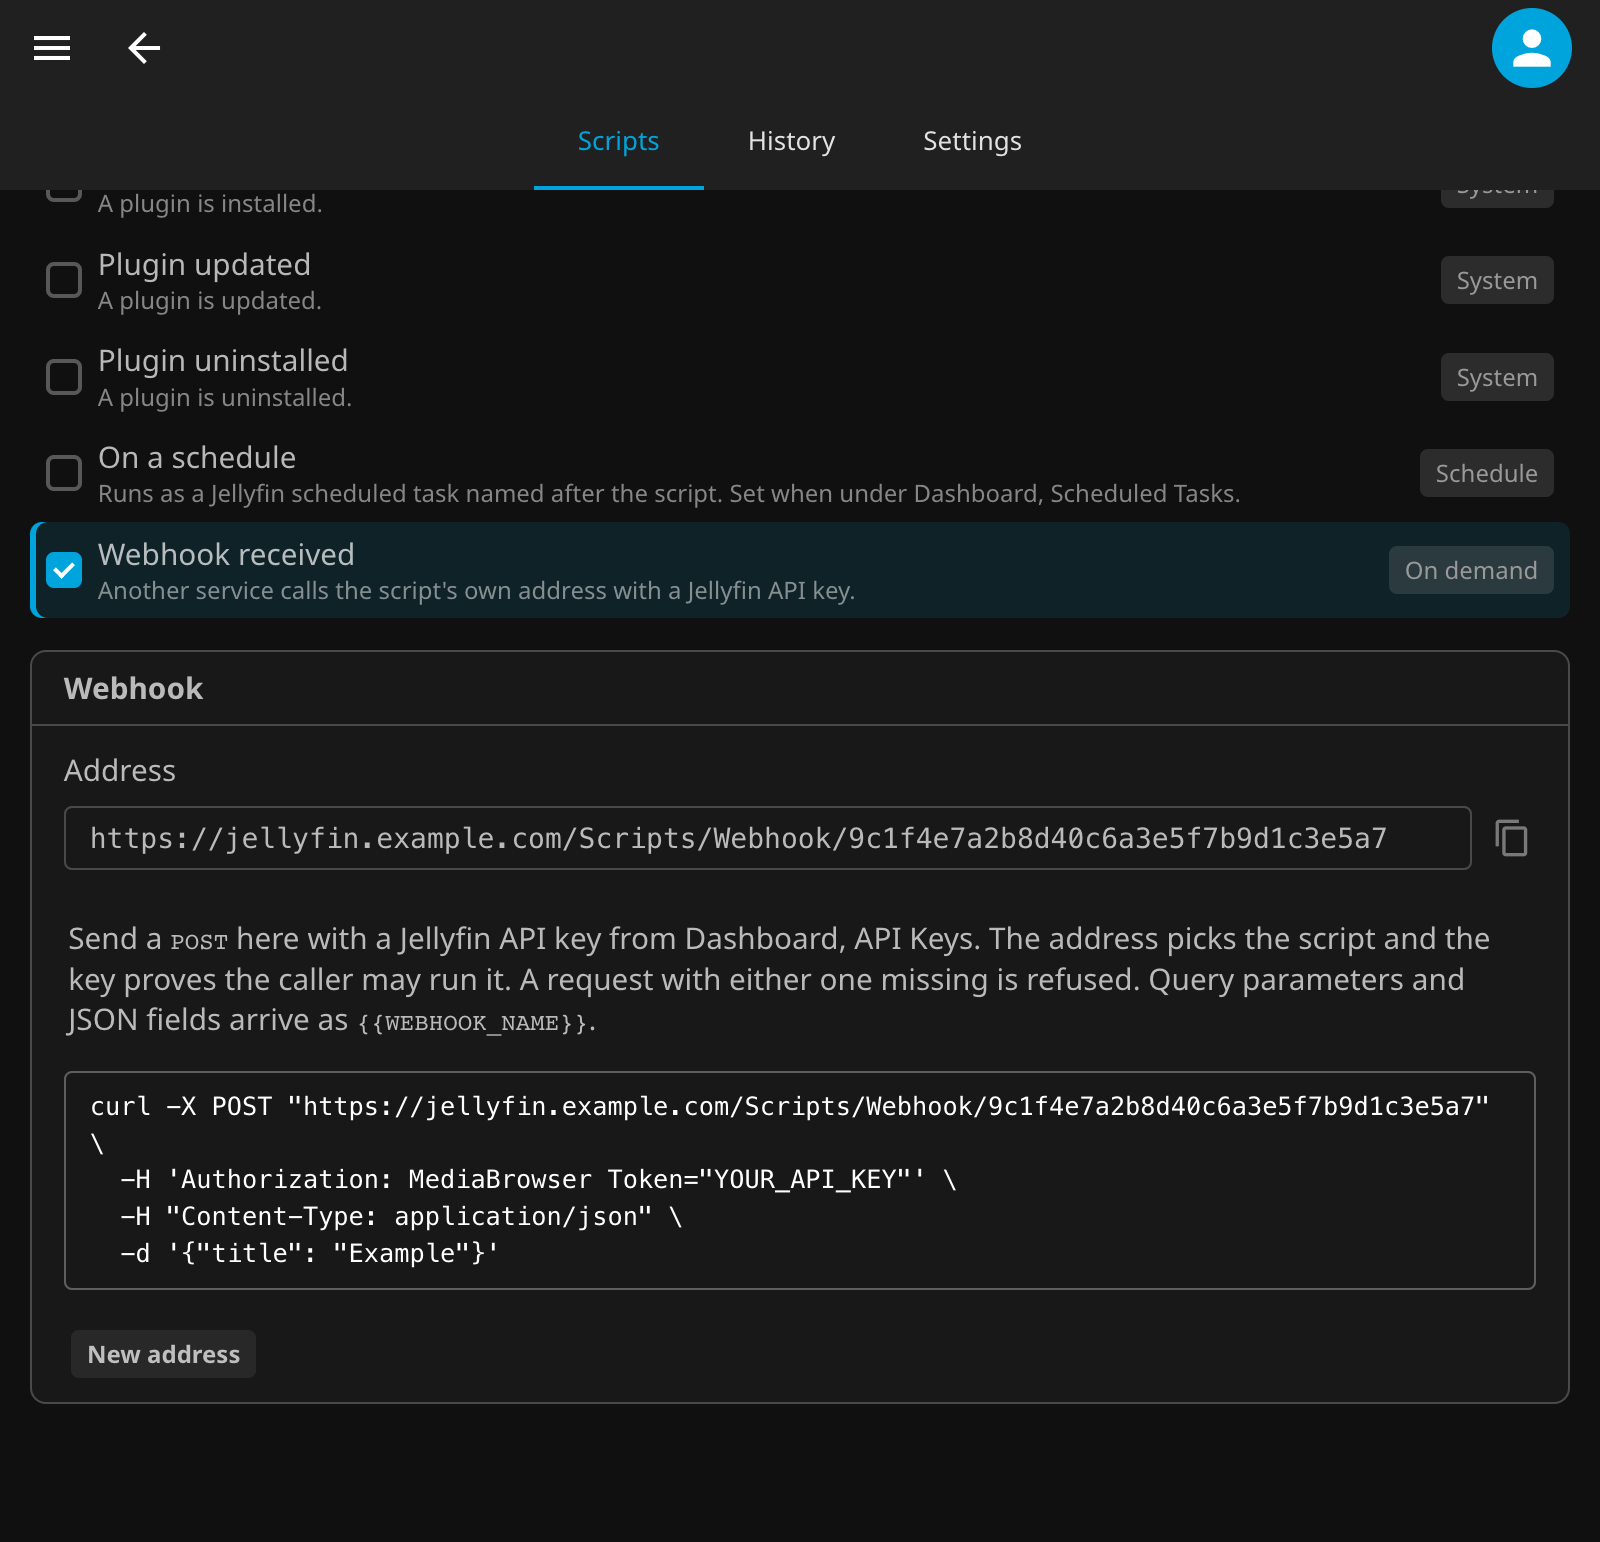 Scripts
History
Settings
A plugin is installed.
System
Plugin updated
A plugin is updated.
System
Plugin uninstalled
A plugin is uninstalled.
System
On a schedule
Runs as a Jellyfin scheduled task named after the script. Set when under Dashboard, Scheduled Tasks.
Schedule
Webhook received
Another service calls the script's own address with a Jellyfin API key.
On demand
Webhook
Address
https://jellyfin.example.com/Scripts/Webhook/9c1f4e7a2b8d40c6a3e5f7b9d1c3e5a7
Send a POST here with a Jellyfin API key from Dashboard, API Keys. The address picks the script and the
key proves the caller may run it. A request with either one missing is refused. Query parameters and
JSON fields arrive as {{WEBHOOK_NAME}}.
curl -X POST "https://jellyfin.example.com/Scripts/Webhook/9c1f4e7a2b8d40c6a3e5f7b9d1c3e5a7"
\
  -H 'Authorization: MediaBrowser Token="YOUR_API_KEY"' \
  -H "Content-Type: application/json" \
  -d '{"title": "Example"}'
New address